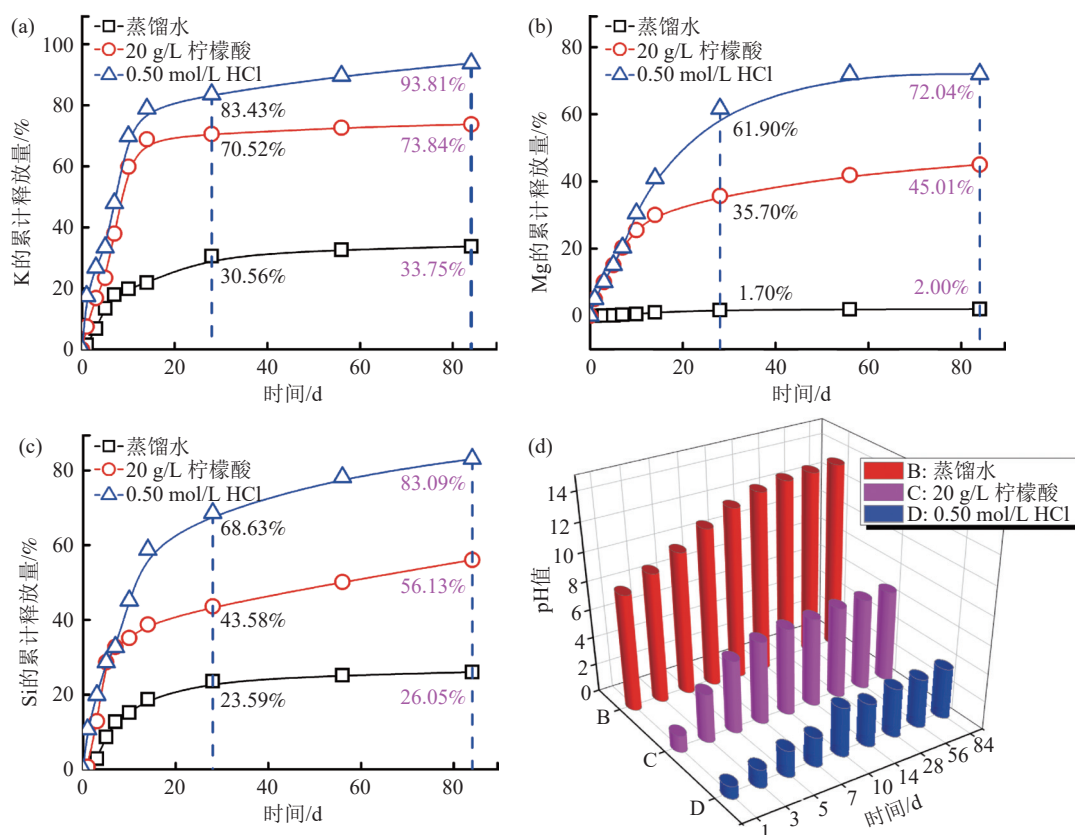 (a)
蒸馏水
20 g/L 柠檬酸
0.50 mol/L HCl
K的累计释放量/%
100
80
60
40
20
0
93.81%
83.43%
70.52%
73.84%
30.56%
33.75%
0
20
40
60
80
时间/d
(b)
蒸馏水
20 g/L 柠檬酸
0.50 mol/L HCl
Mg的累计释放量/%
80
60
40
20
0
72.04%
61.90%
45.01%
35.70%
1.70%
2.00%
0
20
40
60
80
时间/d
(c)
蒸馏水
20 g/L 柠檬酸
0.50 mol/L HCl
Si的累计释放量/%
80
60
40
20
0
83.09%
68.63%
56.13%
43.58%
23.59%
26.05%
0
20
40
60
80
时间/d
(d)
B: 蒸馏水
C: 20 g/L 柠檬酸
D: 0.50 mol/L HCl
pH值
14
12
10
8
6
4
2
0
B
C
D
1
3
5
7
10
14
28
56
84
时间/d